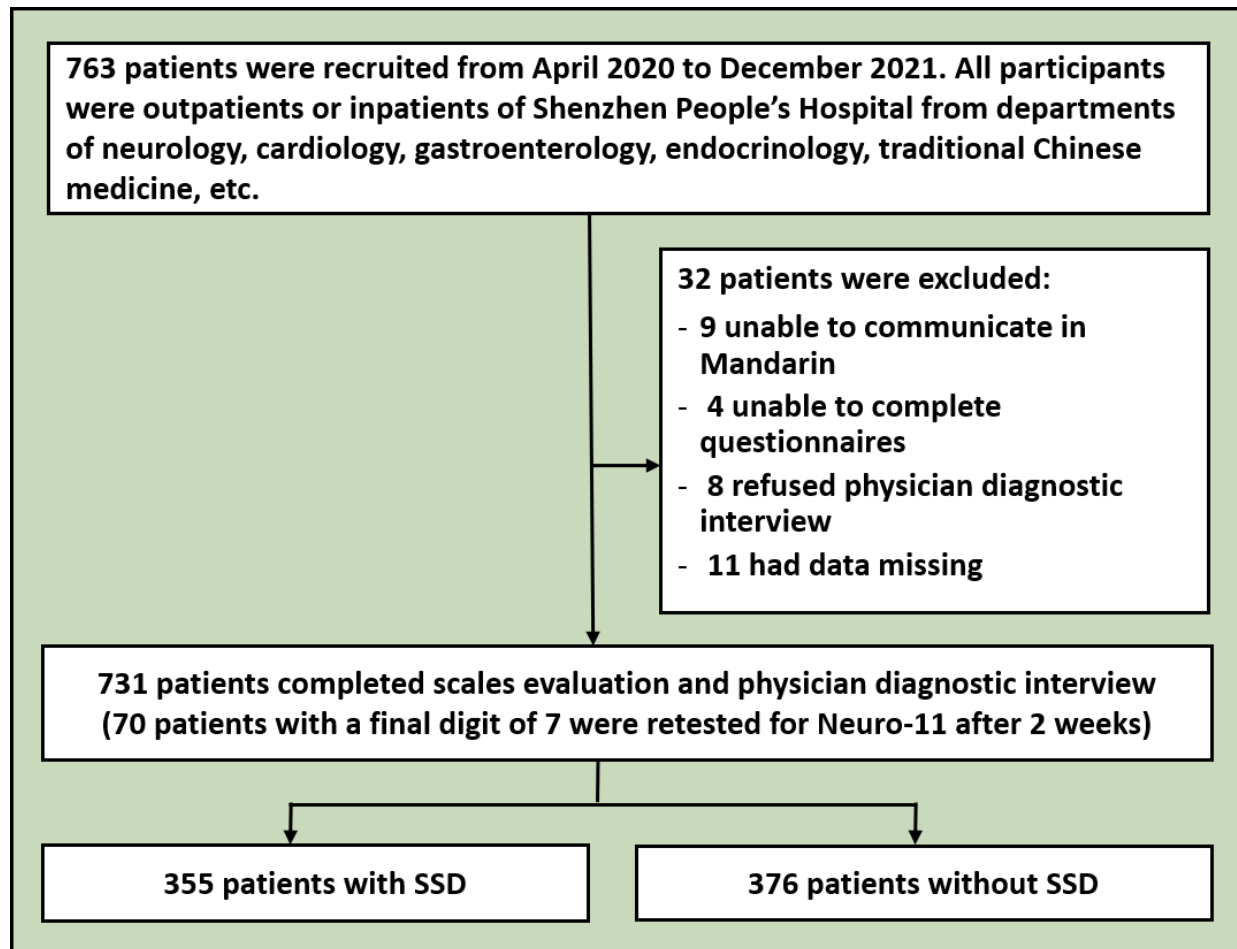 763 patients were recruited from April 2020 to December 2021. All participants
were outpatients or inpatients of Shenzhen People’s Hospital from departments
of neurology, cardiology, gastroenterology, endocrinology, traditional Chinese
medicine, etc.
32 patients were excluded:
- 9 unable to communicate in
Mandarin
- 4 unable to complete
questionnaires
- 8 refused physician diagnostic
interview
- 11 had data missing
731 patients completed scales evaluation and physician diagnostic interview
(70 patients with a final digit of 7 were retested for Neuro-11 after 2 weeks)
355 patients with SSD
376 patients without SSD